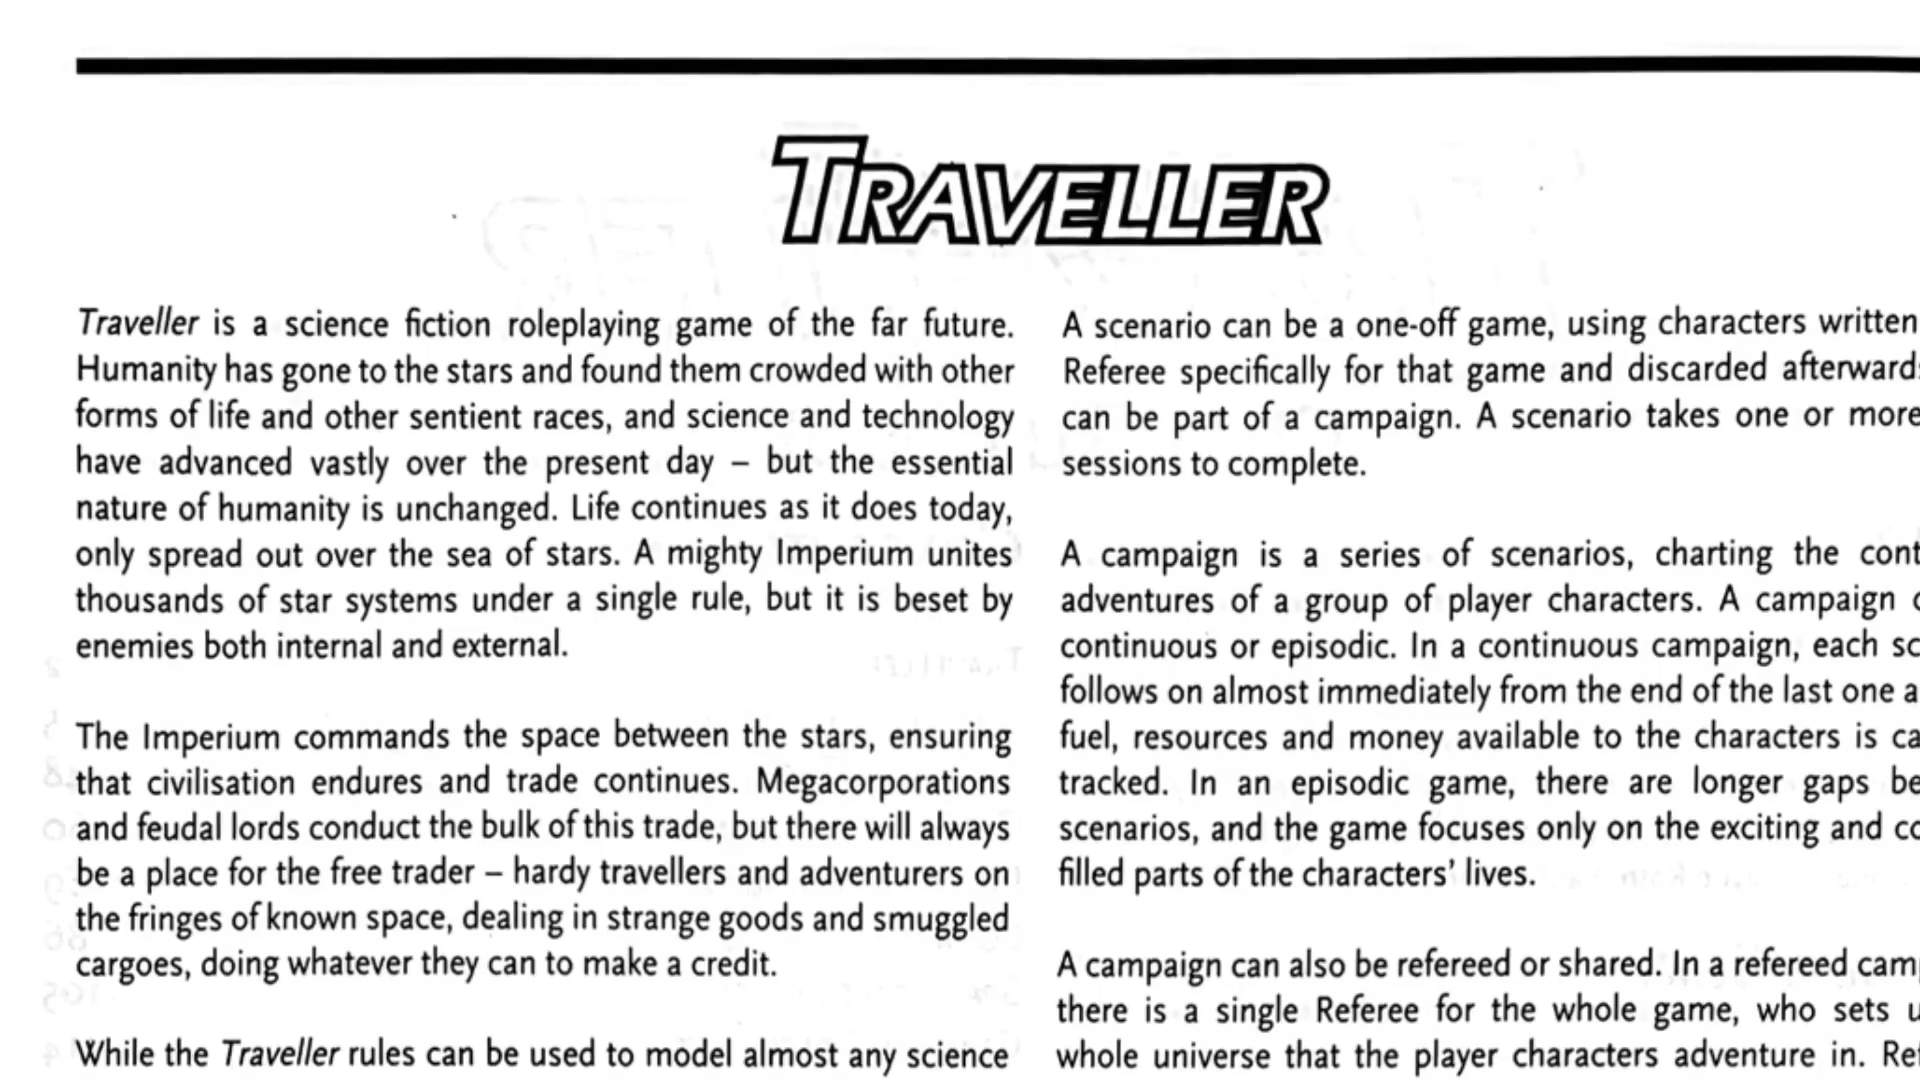 TRAVELLER
Traveller is a science fiction roleplaying game of the far future.
Humanity has gone to the stars and found them crowded with other
forms of life and other sentient races, and science and technology
have advanced vastly over the present day – but the essential
nature of humanity is unchanged. Life continues as it does today,
only spread out over the sea of stars. A mighty Imperium unites
thousands of star systems under a single rule, but it is beset by
enemies both internal and external.
The Imperium commands the space between the stars, ensuring
that civilisation endures and trade continues. Megacorporations
and feudal lords conduct the bulk of this trade, but there will always
be a place for the free trader – hardy travellers and adventurers on
the fringes of known space, dealing in strange goods and smuggled
cargoes, doing whatever they can to make a credit.
While the Traveller rules can be used to model almost any science
A scenario can be a one-off game, using characters written
Referee specifically for that game and discarded
can be part of a campaign. A scenario takes one or more
sessions to complete.
A campaign is a series of scenarios, charting the
adventures of a group of player characters. A campaign
continuous or episodic. In a continuous campaign, each
follows on almost immediately from the end of the last one
fuel, resources and money available to the characters is
tracked. In an episodic game, there are longer gaps
scenarios, and the game focuses only on the exciting and
filled parts of the characters' lives.
A campaign can also be refereed or shared. In a refereed
there is a single Referee for the whole game, who sets
whole universe that the player characters adventure in.